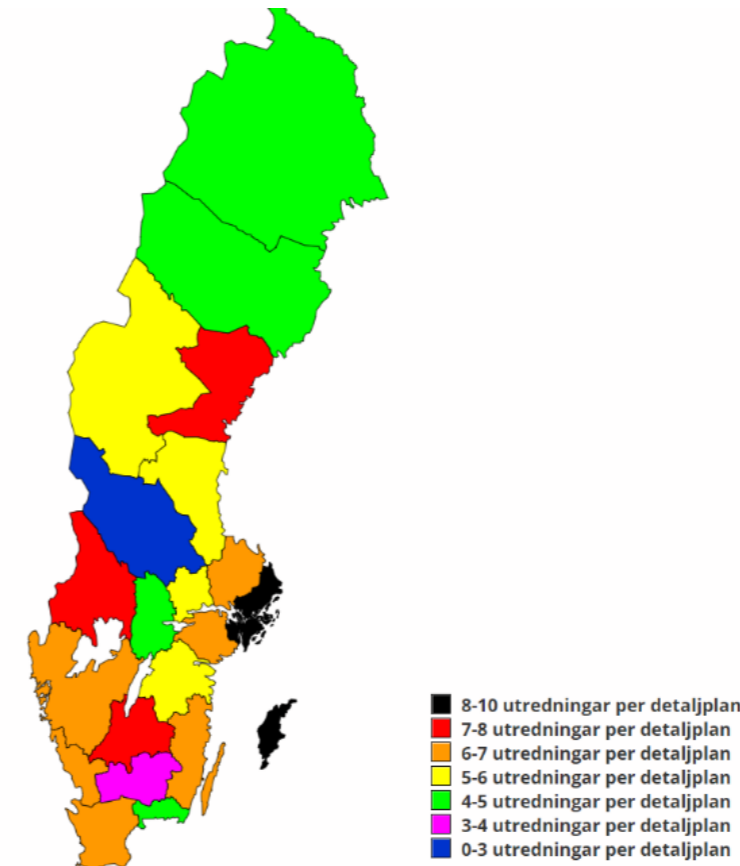 8-10 utredningar per detaljplan
7-8 utredningar per detaljplan
6-7 utredningar per detaljplan
5-6 utredningar per detaljplan
4-5 utredningar per detaljplan
3-4 utredningar per detaljplan
0-3 utredningar per detaljplan